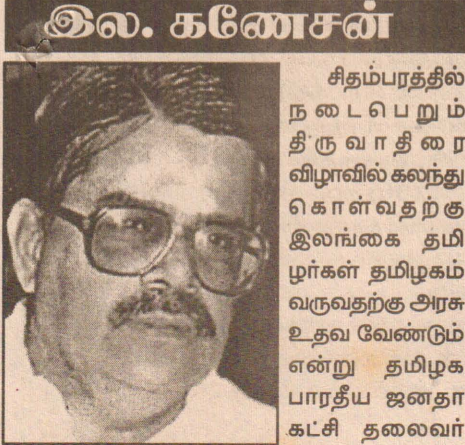 இல. கணேசன்
சிதம்பரத்தில்
நடைபெறும்
திருவாதிரை
விழாவில் கலந்து
கொள்வதற்கு
இலங்கை தமி
ழர்கள் தமிழகம்
வருவதற்கு அரசு
உதவ வேண்டும்
என்று தமிழக
பாரதீய ஜனதா
கட்சி தலைவர்